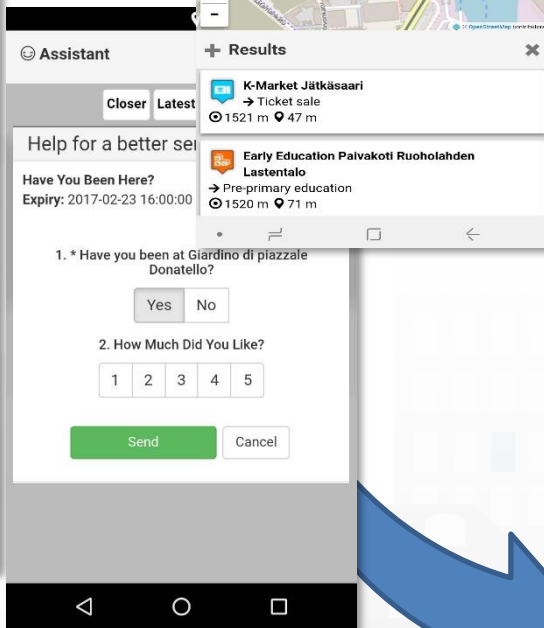 Assistant
Closer Latest
Help for a better ser
Have You Been Here?
Expiry: 2017-02-23 16:00:00
1. * Have you been at Giardino di piazzale
Donatello?
Yes No
2. How Much Did You Like?
1 2 3 4 5
Send Cancel
-
© OpenStreetMap contributors
+ Results ✖
K-Market Jätkäsaari
→ Ticket sale
1521 m 47 m
Early Education Paivakoti Ruoholahden
Lastentalo
→ Pre-primary education
1520 m 71 m